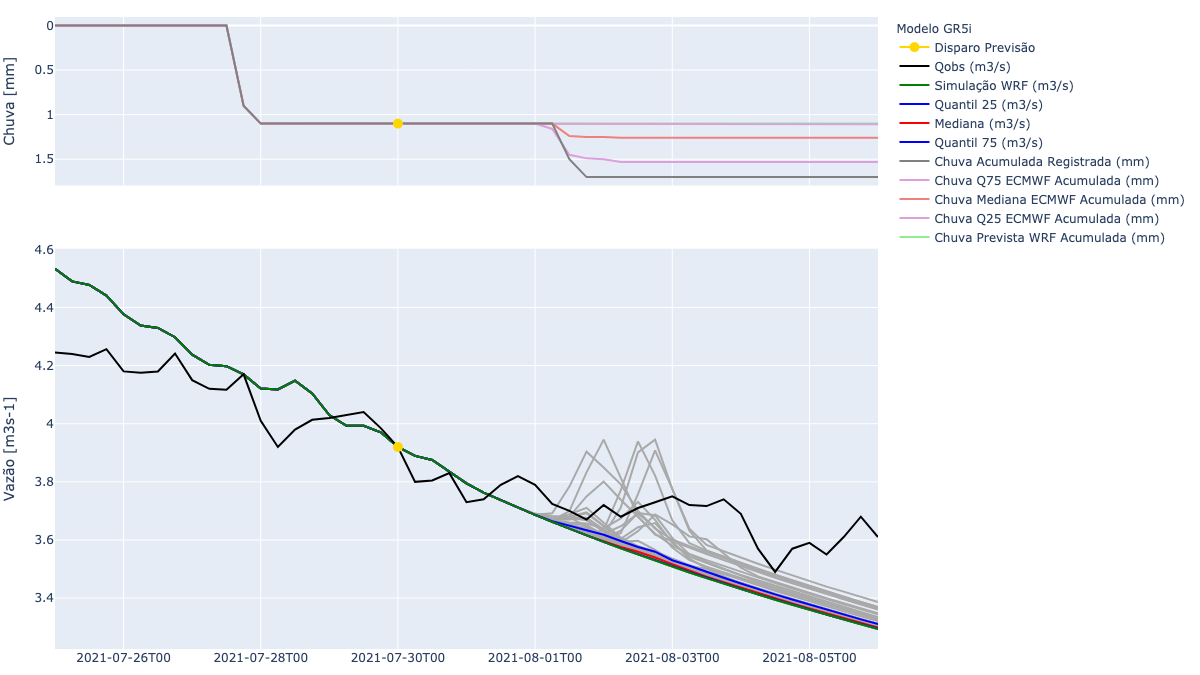 Chuva [mm]
0
0.5
1
1.5
Modelo GR5i
Disparo Previsão
Qobs (m3/s)
Simulação WRF (m3/s)
Quantil 25 (m3/s)
Mediana (m3/s)
Quantil 75 (m3/s)
Chuva Acumulada Registrada (mm)
Chuva Q75 ECMWF Acumulada (mm)
Chuva Mediana ECMWF Acumulada (mm)
Chuva Q25 ECMWF Acumulada (mm)
Chuva Prevista WRF Acumulada (mm)
Vazão [m3s-1]
4.6
4.4
4.2
4
3.8
3.6
3.4
2021-07-26T00 2021-07-28T00 2021-07-30T00 2021-08-01T00 2021-08-03T00 2021-08-05T00